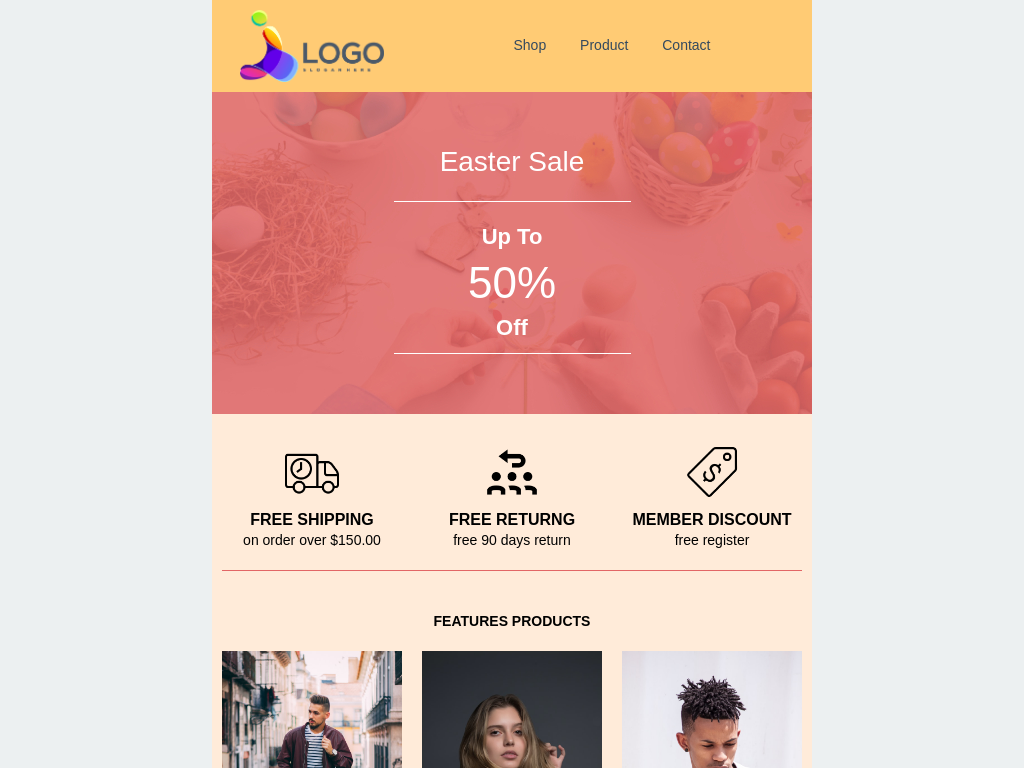 LOGO
Shop Product Contact
Easter Sale
Up To
50%
Off
FREE SHIPPING
on order over $150.00
FREE RETURNG
free 90 days return
MEMBER DISCOUNT
free register
FEATURES PRODUCTS